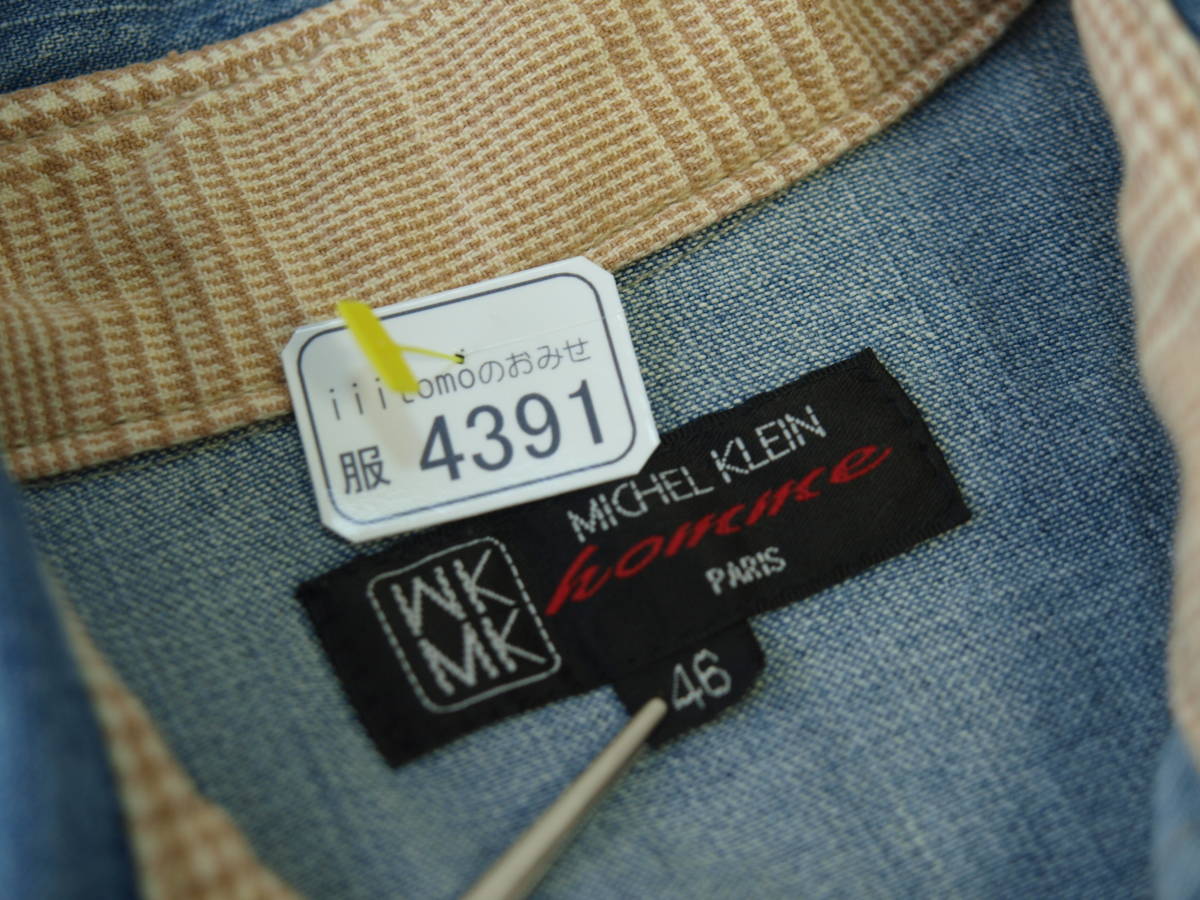 iiitomoのおみせ
服 4391
MICHEL KLEIN
homme
PARIS
WK
MK
46